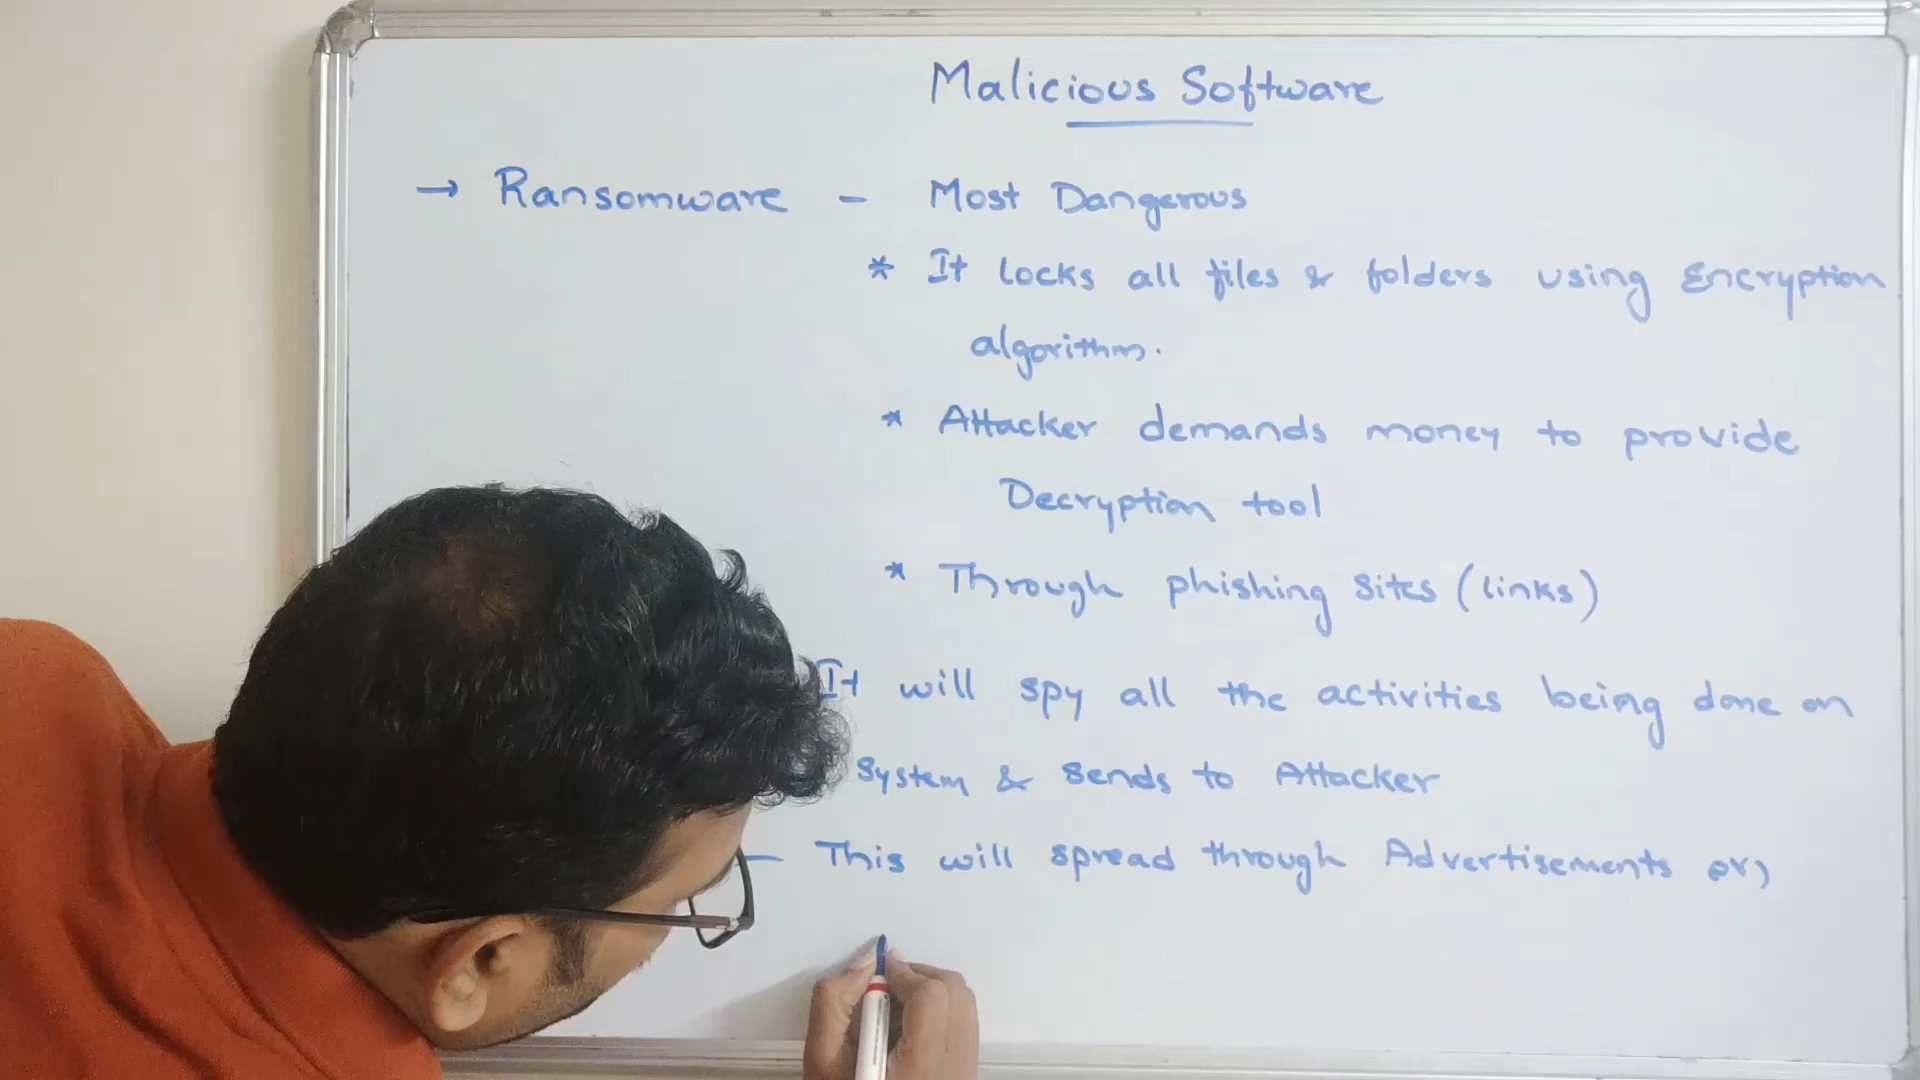 Malicious Software
→ Ransomware - Most Dangerous
* It locks all files & folders using Encryption
algorithm.
* Attacker demands money to provide
Decryption tool
* Through phishing sites (links)
It will spy all the activities being done on
system & sends to Attacker
- This will spread through Advertisements or)